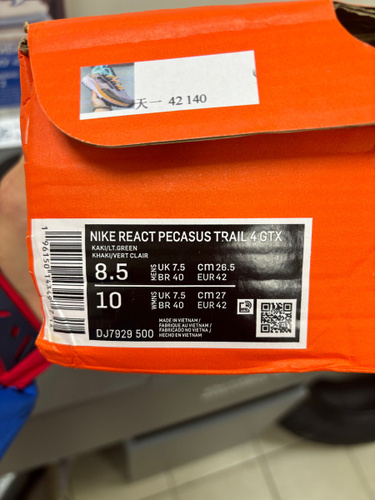 天一 42 140
NIKE REACT PECASUS TRAIL 4 GTX
KAKI/LT.GREEN
KHAKI/VERT CLAIR
8.5 MENS UK 7.5 cm 26.5
BR 40 EUR 42
10 WMNS UK 7.5 cm 27
BR 40 EUR 42
DJ7929 500
MADE IN VIETNAM /
FABRIQUE AU VIETNAM /
FABRICADO NO VIETNA /
HECHO EN VIETNAM